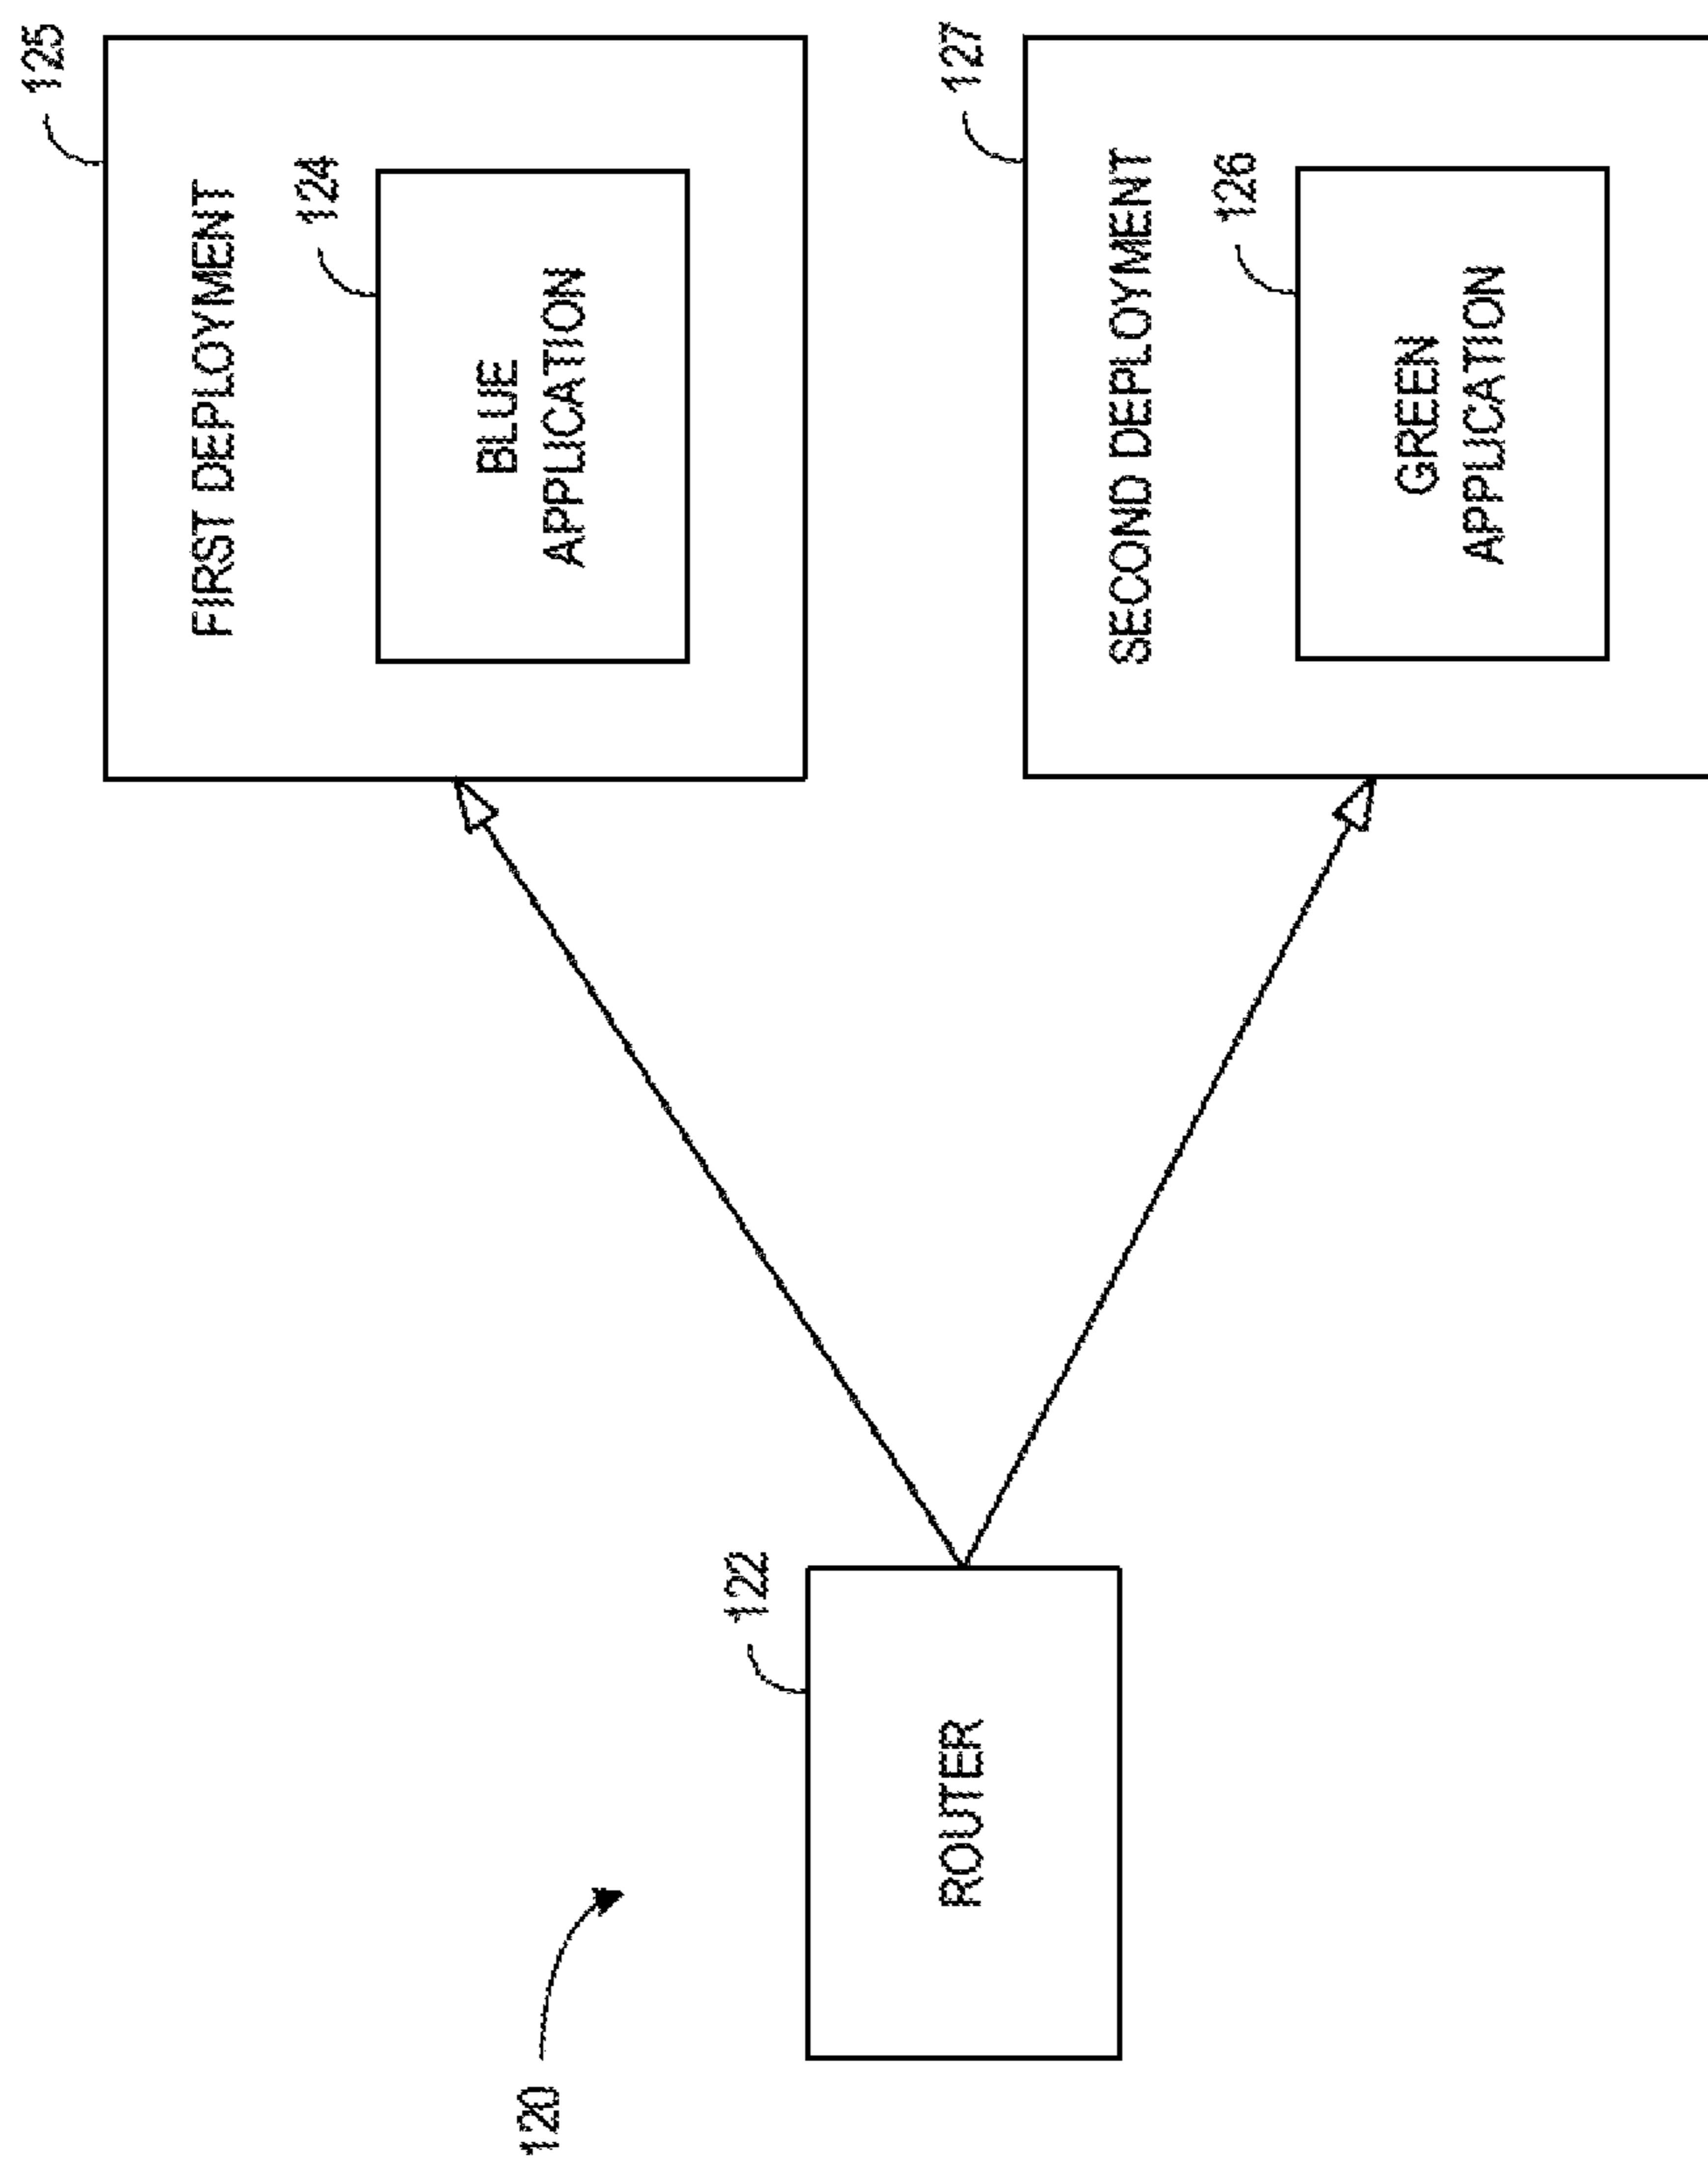 120
122
ROUTER
125
FIRST DEPLOYMENT
124
BLUE
APPLICATION
127
SECOND DEPLOYMENT
126
GREEN
APPLICATION